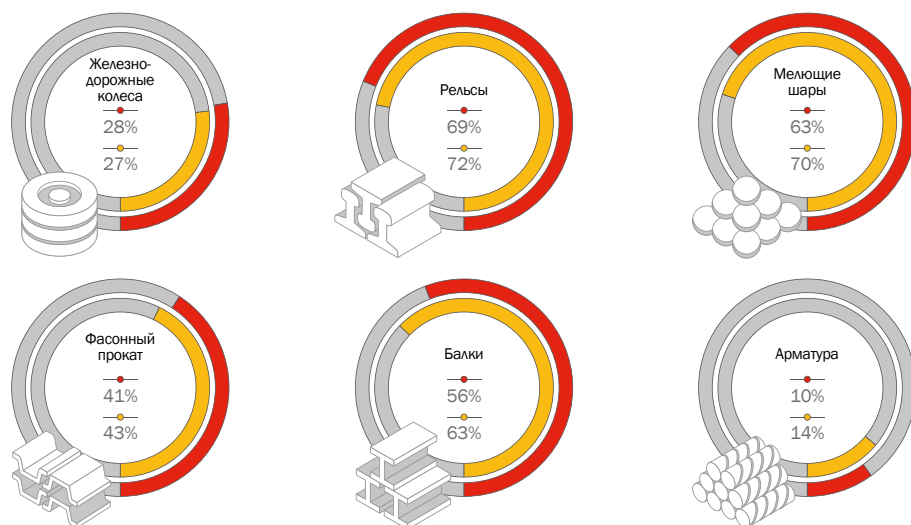 Железно-
дорожные
колеса
28%
27%
Рельсы
69%
72%
Мелющие
шары
63%
70%
Фасонный
прокат
41%
43%
Балки
56%
63%
Арматура
10%
14%